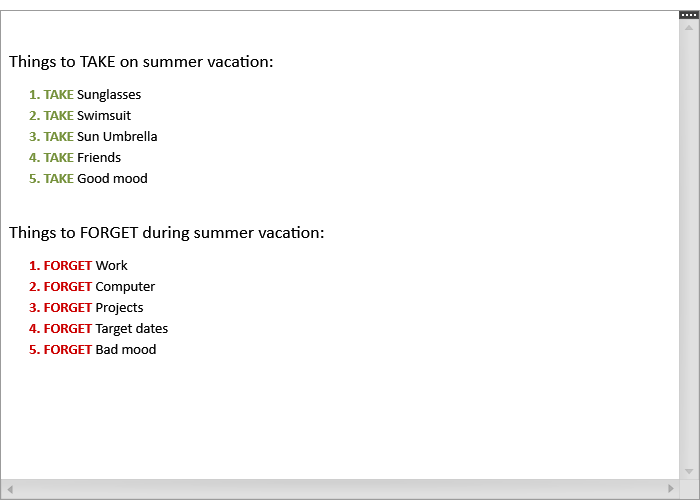 Things to TAKE on summer vacation:
1. TAKE Sunglasses
2. TAKE Swimsuit
3. TAKE Sun Umbrella
4. TAKE Friends
5. TAKE Good mood
Things to FORGET during summer vacation:
1. FORGET Work
2. FORGET Computer
3. FORGET Projects
4. FORGET Target dates
5. FORGET Bad mood